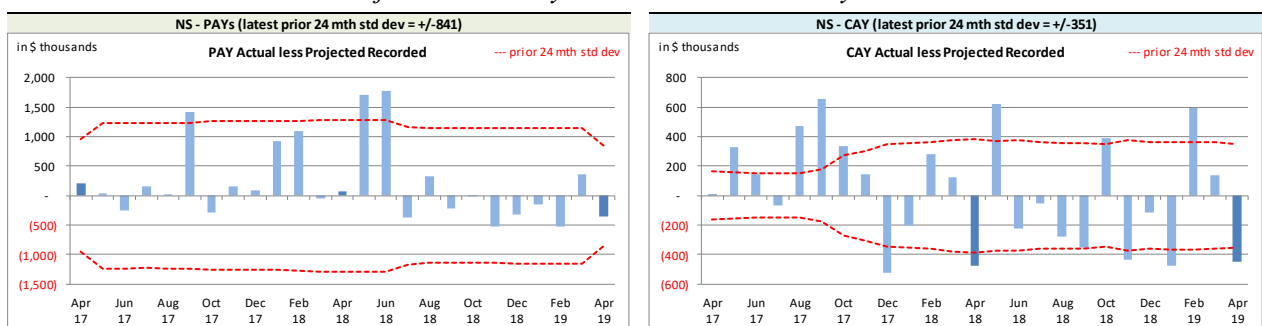 NS - PAYs (latest prior 24 mth std dev = +/-841)
in $ thousands
PAY Actual less Projected Recorded
--- prior 24 mth std dev
2,000
1,500
1,000
500
-
(500)
(1,000)
(1,500)
Apr Jun Aug Oct Dec Feb Apr Jun Aug Oct Dec Feb Apr
17 17 17 17 17 18 18 18 18 18 18 19 19
NS - CAY (latest prior 24 mth std dev = +/-351)
in $ thousands
CAY Actual less Projected Recorded
--- prior 24 mth std dev
800
600
400
200
-
(200)
(400)
(600)
Apr Jun Aug Oct Dec Feb Apr Jun Aug Oct Dec Feb Apr
17 17 17 17 17 18 18 18 18 18 18 19 19